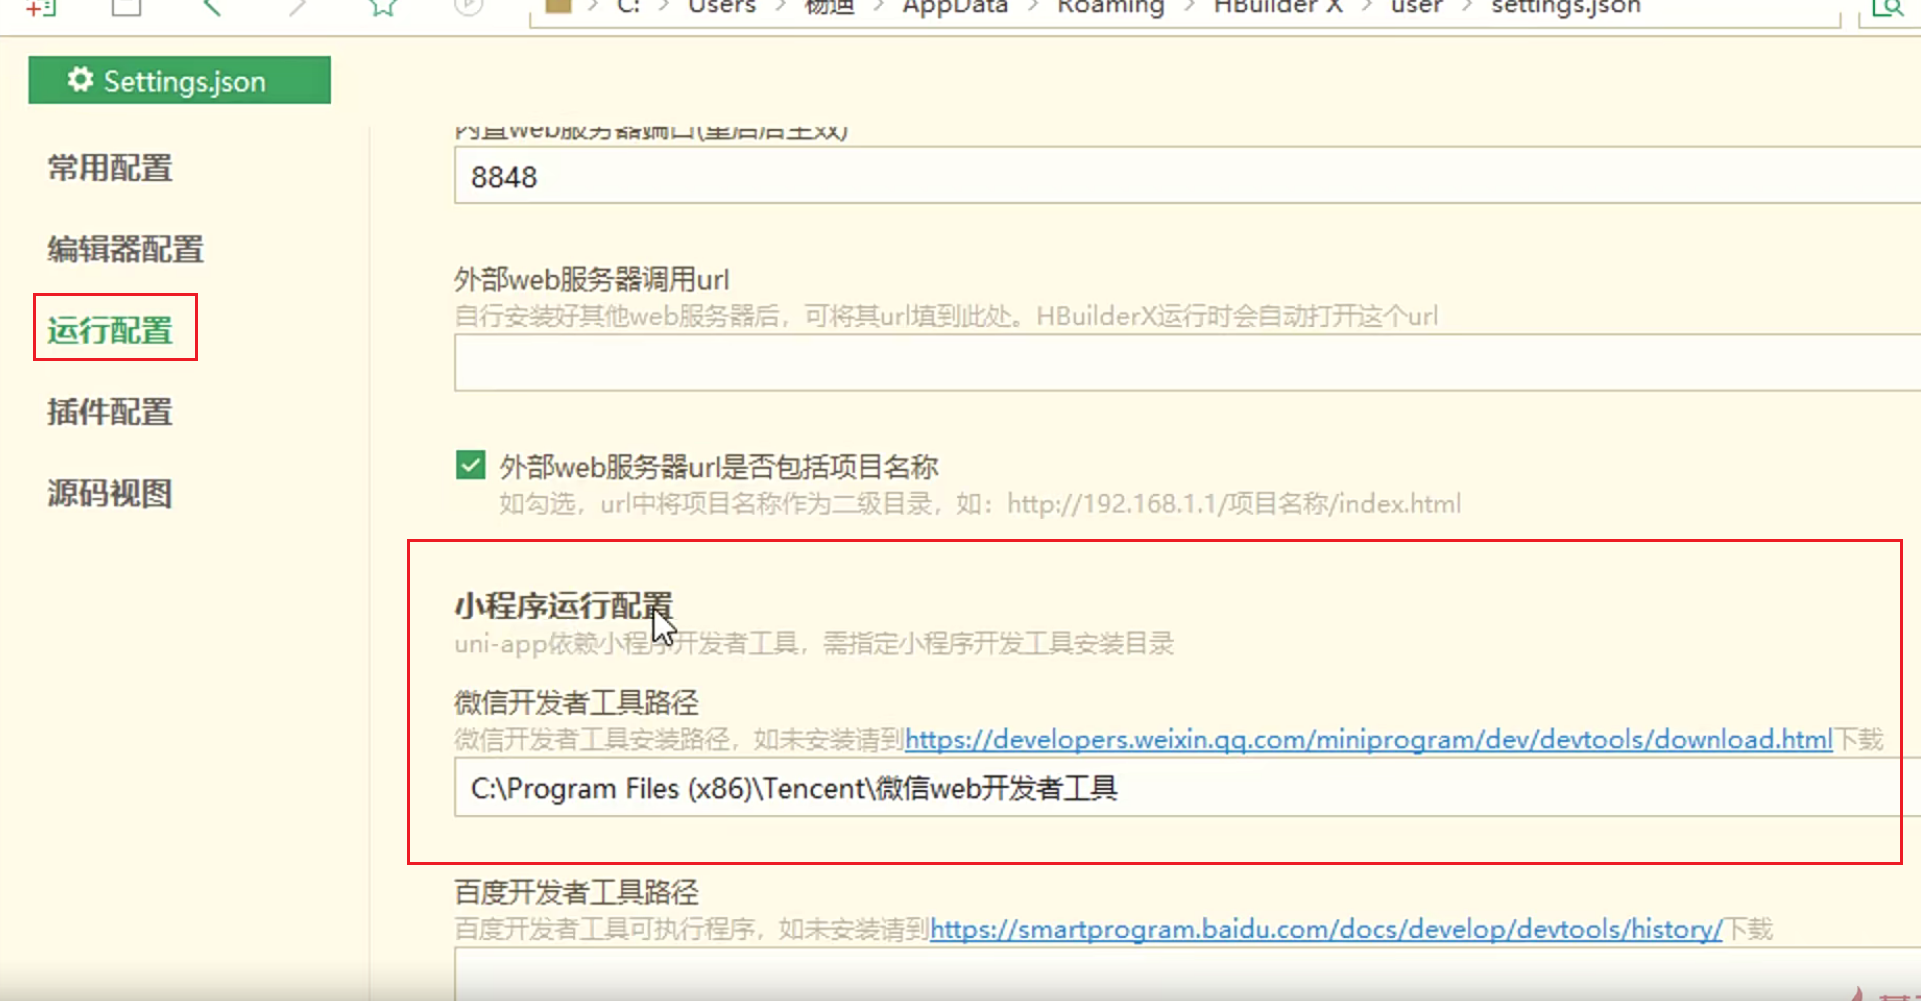 C: > Users > 杨迪 > AppData > Roaming > HBuilder X > user > settings.json
Settings.json
常用配置
编辑器配置
运行配置
插件配置
源码视图
内置web服务器端口(重启后生效)
8848
外部web服务器调用url
自行安装好其他web服务器后，可将其url填到此处。HBuilderX运行时会自动打开这个url
外部web服务器url是否包括项目名称
如勾选，url中将项目名称作为二级目录，如：http://192.168.1.1/项目名称/index.html
小程序运行配置
uni-app依赖小程序开发者工具，需指定小程序开发工具安装目录
微信开发者工具路径
微信开发者工具安装路径，如未安装请到https://developers.weixin.qq.com/miniprogram/dev/devtools/download.html下载
C:\Program Files (x86)\Tencent\微信web开发者工具
百度开发者工具路径
百度开发者工具可执行程序，如未安装请到https://smartprogram.baidu.com/docs/develop/devtools/history/下载